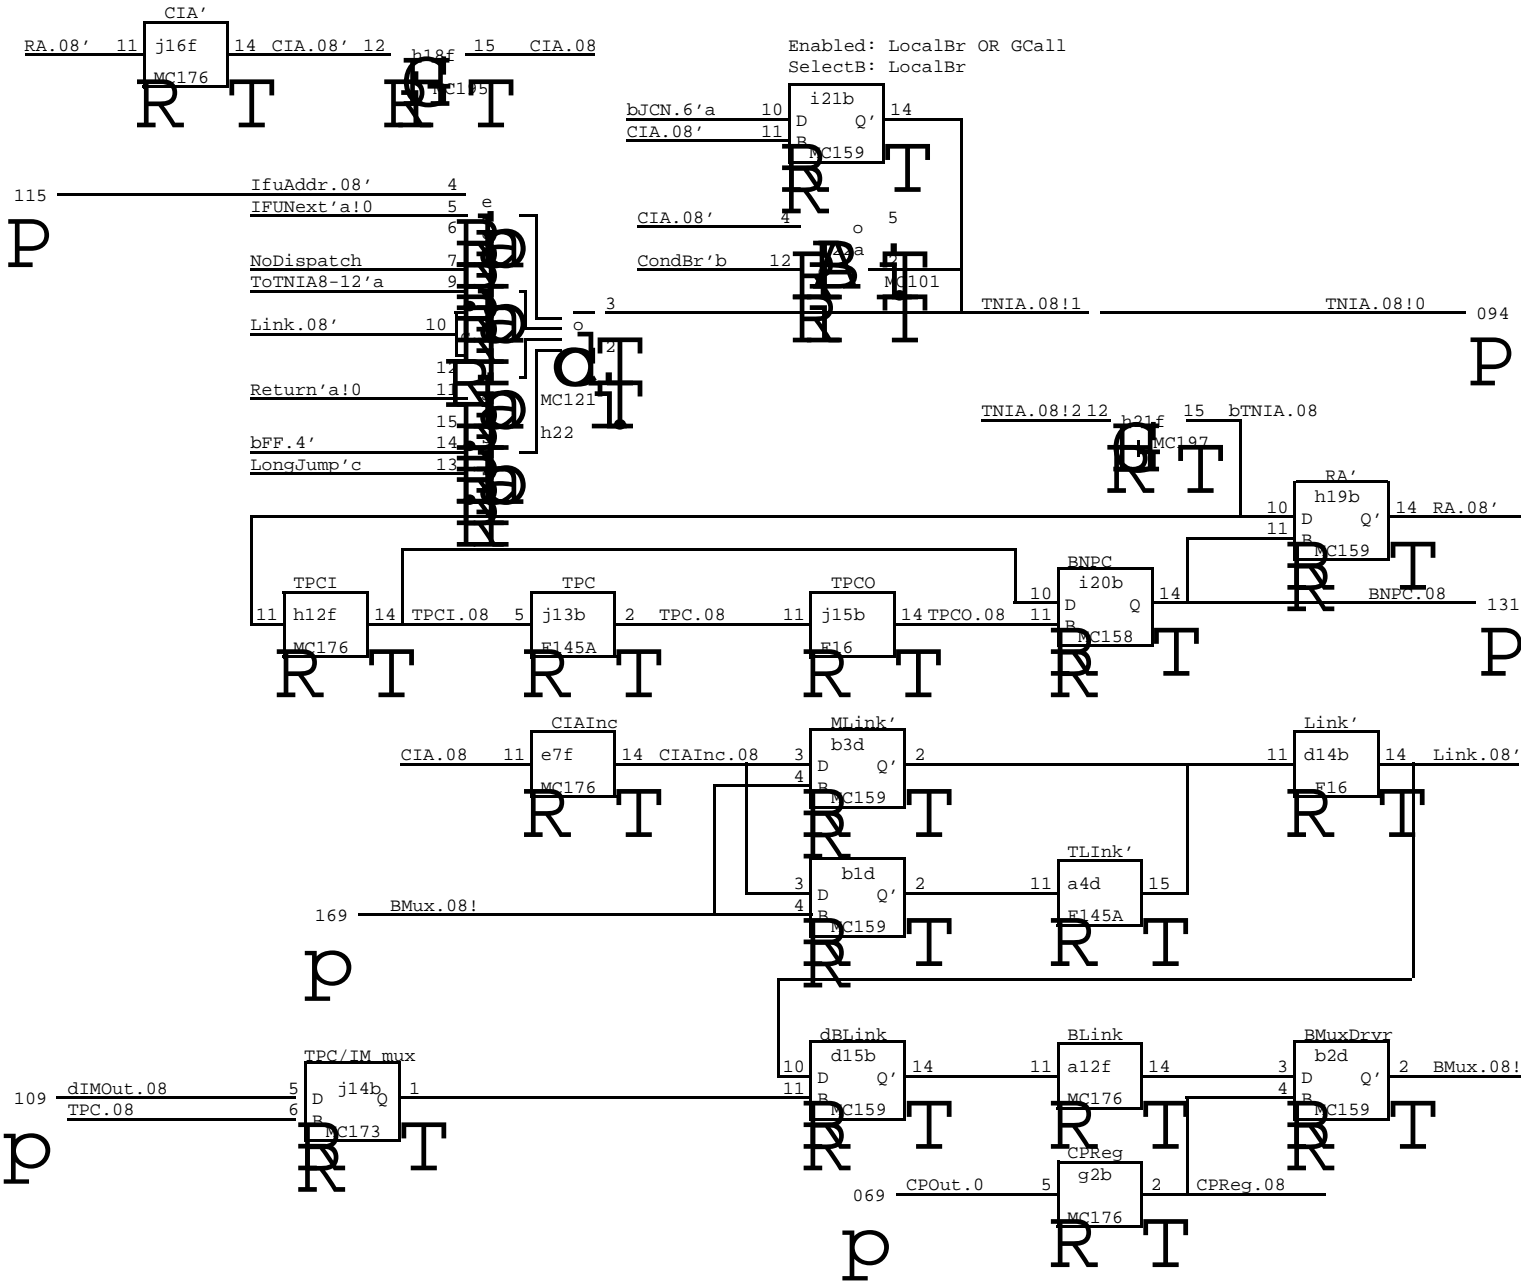 CIA'
RA.08' 11 j16f 14 CIA.08' 12 h18f 15 CIA.08
MC176 MC195
R T R T
Enabled: LocalBr OR GCall
SelectB: LocalBr
i21b
bJCN.6'a 10 D Q' 14
CIA.08' 11 B
MC159
R T
R
IfuAddr.08' 4
115
IFUNext'a!0 5 e
6
P
CIA.08' 4 5
o
NoDispatch 7
CondBr'b 12 22a 2
ToTNIA8-12'a 9 MC101
3 TNIA.08!1 TNIA.08!0 094
Link.08' 10 o
2
P
12
Return'a!0 11
MC121
TNIA.08!2 12 h21f 15 bTNIA.08
15 h22
MC197
bFF.4' 14
LongJump'c 13
R T
RA'
h19b
10 D Q' 14 RA.08'
11 B
MC159
R T
R
TPCI TPC TPCO BNPC
i20b
10 D Q 14 BNPC.08 131
11 h12f 14 TPCI.08 5 j13b 2 TPC.08 11 j15b 14 TPCO.08 11 B
MC176 F145A F16 MC158
R T R T R T R T
R
P
CIAInc MLink' Link'
b3d
CIA.08 11 e7f 14 CIAInc.08 3 D Q' 2 11 d14b 14 Link.08'
4 B
MC176 MC159 F16
R T R T R T
R
TLInk'
b1d
3 D Q' 2 11 a4d 15
169 BMux.08! 4 B
MC159 F145A
R T R T
R
p
dBLink BLink BMuxDrvr
d15b b2d
10 D Q' 14 11 a12f 14 3 D Q' 2 BMux.08!
11 B 4 B
MC159 MC176 MC159
R T R T R T
R R
TPC/IM mux
109 dIMOut.08 5 D j14b Q 1
TPC.08 6 B
MC173
R T
R
p
CPReg
g2b
069 CPOut.0 5 2 CPReg.08
MC176
R T
p